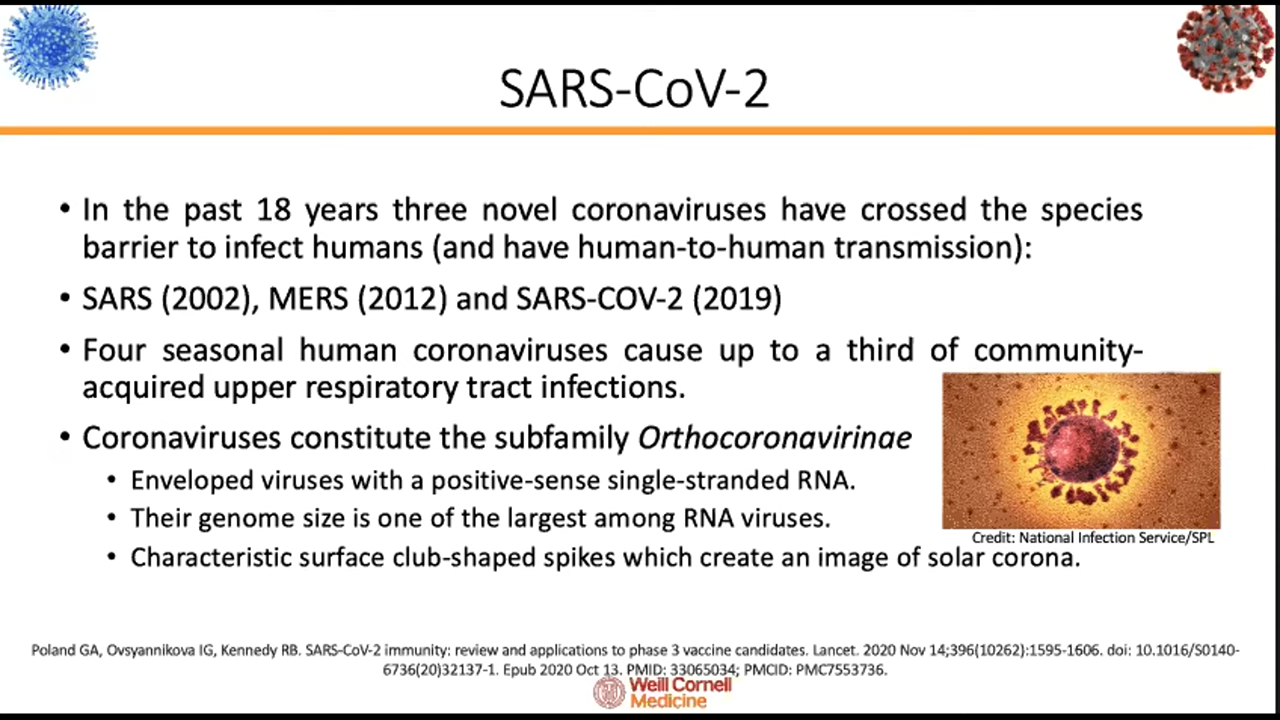 SARS-CoV-2
• In the past 18 years three novel coronaviruses have crossed the species
barrier to infect humans (and have human-to-human transmission):
• SARS (2002), MERS (2012) and SARS-COV-2 (2019)
• Four seasonal human coronaviruses cause up to a third of community-
acquired upper respiratory tract infections.
• Coronaviruses constitute the subfamily Orthocoronavirinae
• Enveloped viruses with a positive-sense single-stranded RNA.
• Their genome size is one of the largest among RNA viruses.
Credit: National Infection Service/SPL
• Characteristic surface club-shaped spikes which create an image of solar corona.
Poland GA, Ovsyannikova IG, Kennedy RB. SARS-CoV-2 immunity: review and applications to phase 3 vaccine candidates. Lancet. 2020 Nov 14;396(10262):1595-1606. doi: 10.1016/S0140-
6736(20)32137-1. Epub 2020 Oct 13. PMID: 33065034; PMCID: PMC7553736.
Weill Cornell
Medicine